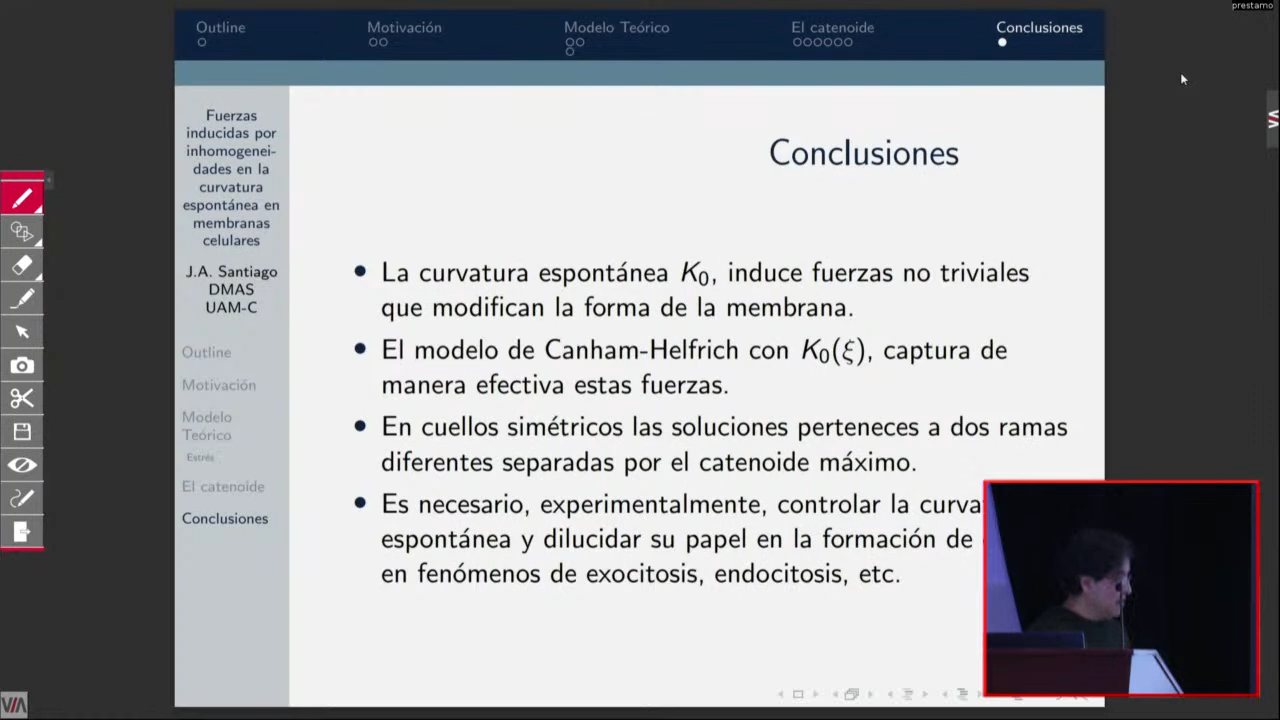 prestamo
Outline
Motivación
Modelo Teórico
El catenoide
Conclusiones
Fuerzas
inducidas por
inhomogenei-
dades en la
curvatura
espontánea en
membranas
celulares
J.A. Santiago
DMAS
UAM-C
Outline
Motivación
Modelo
Teórico
Estrés
El catenoide
Conclusiones
Conclusiones
• La curvatura espontánea K₀, induce fuerzas no triviales
que modifican la forma de la membrana.
• El modelo de Canham-Helfrich con K₀(ξ), captura de
manera efectiva estas fuerzas.
• En cuellos simétricos las soluciones perteneces a dos ramas
diferentes separadas por el catenoide máximo.
• Es necesario, experimentalmente, controlar la
espontánea y dilucidar su papel en la formación de
en fenómenos de exocitosis, endocitosis, etc.